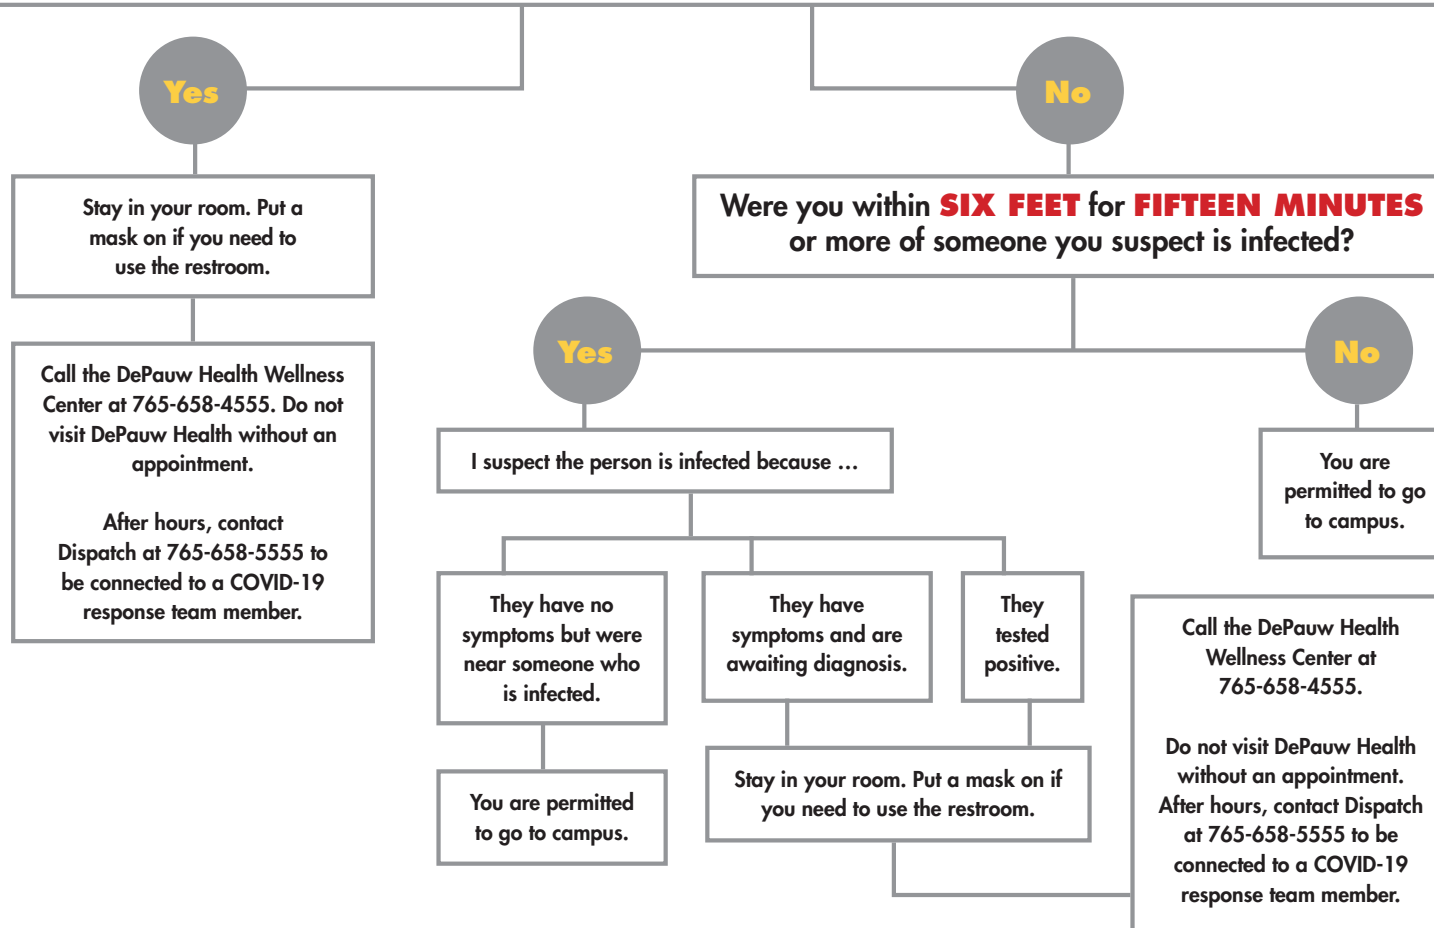 Yes
No
Stay in your room. Put a
mask on if you need to
use the restroom.
Were you within SIX FEET for FIFTEEN MINUTES
or more of someone you suspect is infected?
Call the DePauw Health Wellness
Center at 765-658-4555. Do not
visit DePauw Health without an
appointment.
After hours, contact
Dispatch at 765-658-5555 to
be connected to a COVID-19
response team member.
Yes
No
I suspect the person is infected because ...
You are
permitted to go
to campus.
They have no
symptoms but were
near someone who
is infected.
They have
symptoms and are
awaiting diagnosis.
They
tested
positive.
You are permitted
to go to campus.
Stay in your room. Put a mask on if
you need to use the restroom.
Call the DePauw Health
Wellness Center at
765-658-4555.
Do not visit DePauw Health
without an appointment.
After hours, contact Dispatch
at 765-658-5555 to be
connected to a COVID-19
response team member.